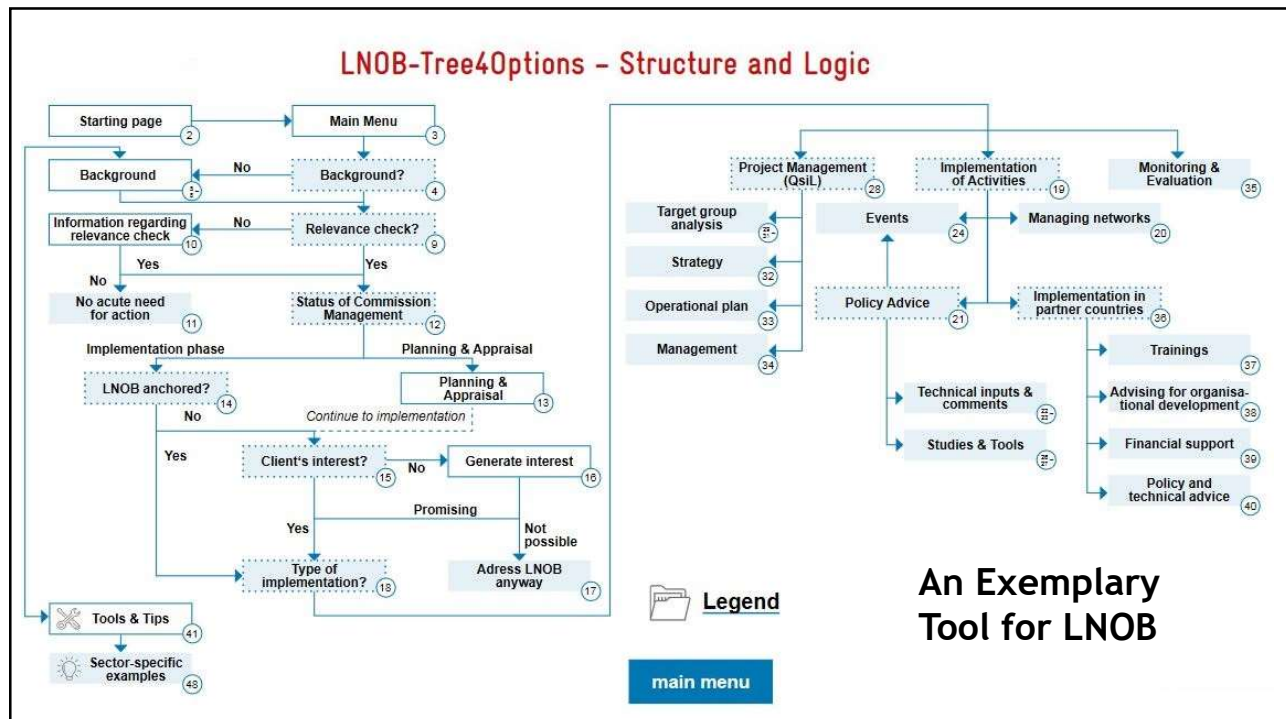 LNOB-Tree4Options – Structure and Logic
Starting page
2
Main Menu
3
Background
No
Background?
4
Information regarding
relevance check
10
No
Relevance check?
9
Yes
Yes
No
No acute need
for action
11
Status of Commission
Management
12
Implementation phase
Planning & Appraisal
LNOB anchored?
14
Planning &
Appraisal
13
No
Continue to implementation
Yes
Client's interest?
15
No
Generate interest
16
Promising
Yes
Not
possible
Type of
implementation?
18
Adress LNOB
anyway
17
Tools & Tips
41
Sector-specific
examples
48
Project Management
(QsiL)
28
Implementation
of Activities
19
Monitoring &
Evaluation
35
Target group
analysis
Events
24
Managing networks
20
Strategy
32
Operational plan
33
Policy Advice
21
Implementation in
partner countries
36
Management
34
Trainings
37
Technical inputs &
comments
Advising for organisa-
tional development
38
Studies & Tools
Financial support
39
Policy and
technical advice
40
Legend
An Exemplary
Tool for LNOB
main menu